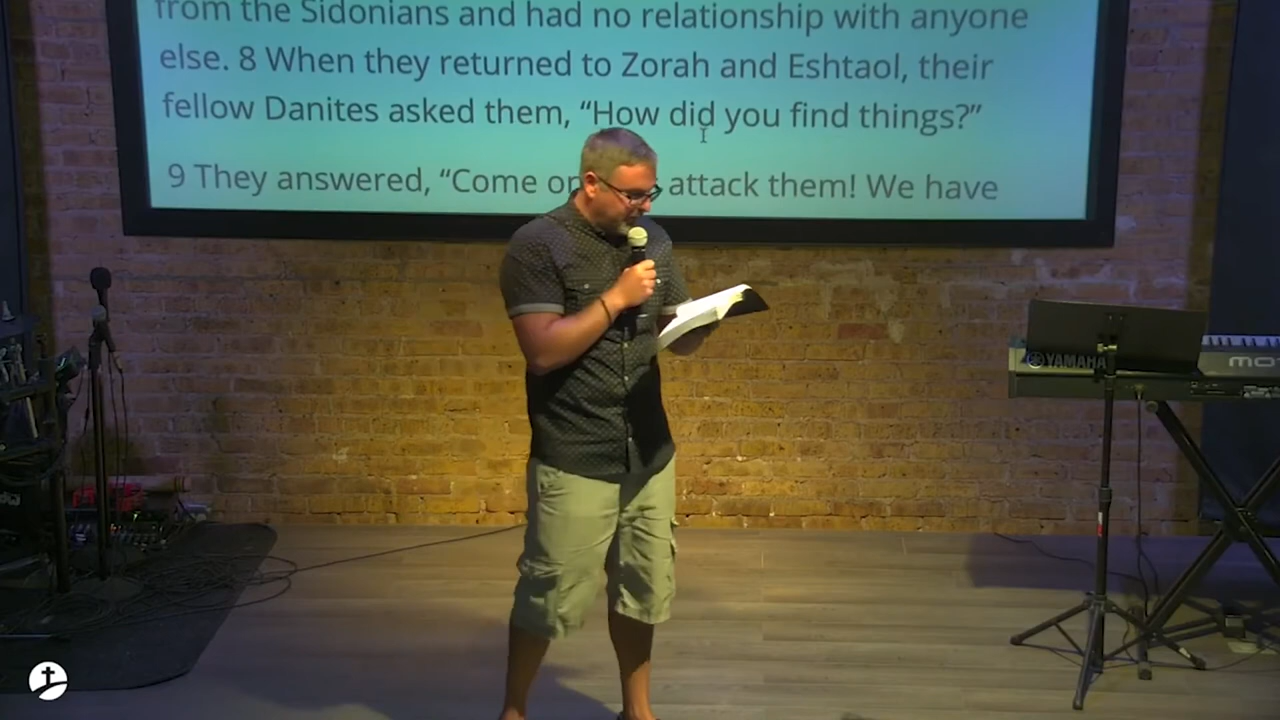 from the Sidonians and had no relationship with anyone
else. 8 When they returned to Zorah and Eshtaol, their
fellow Danites asked them, “How did you find things?”
9 They answered, “Come on attack them! We have
YAMAHA
mo